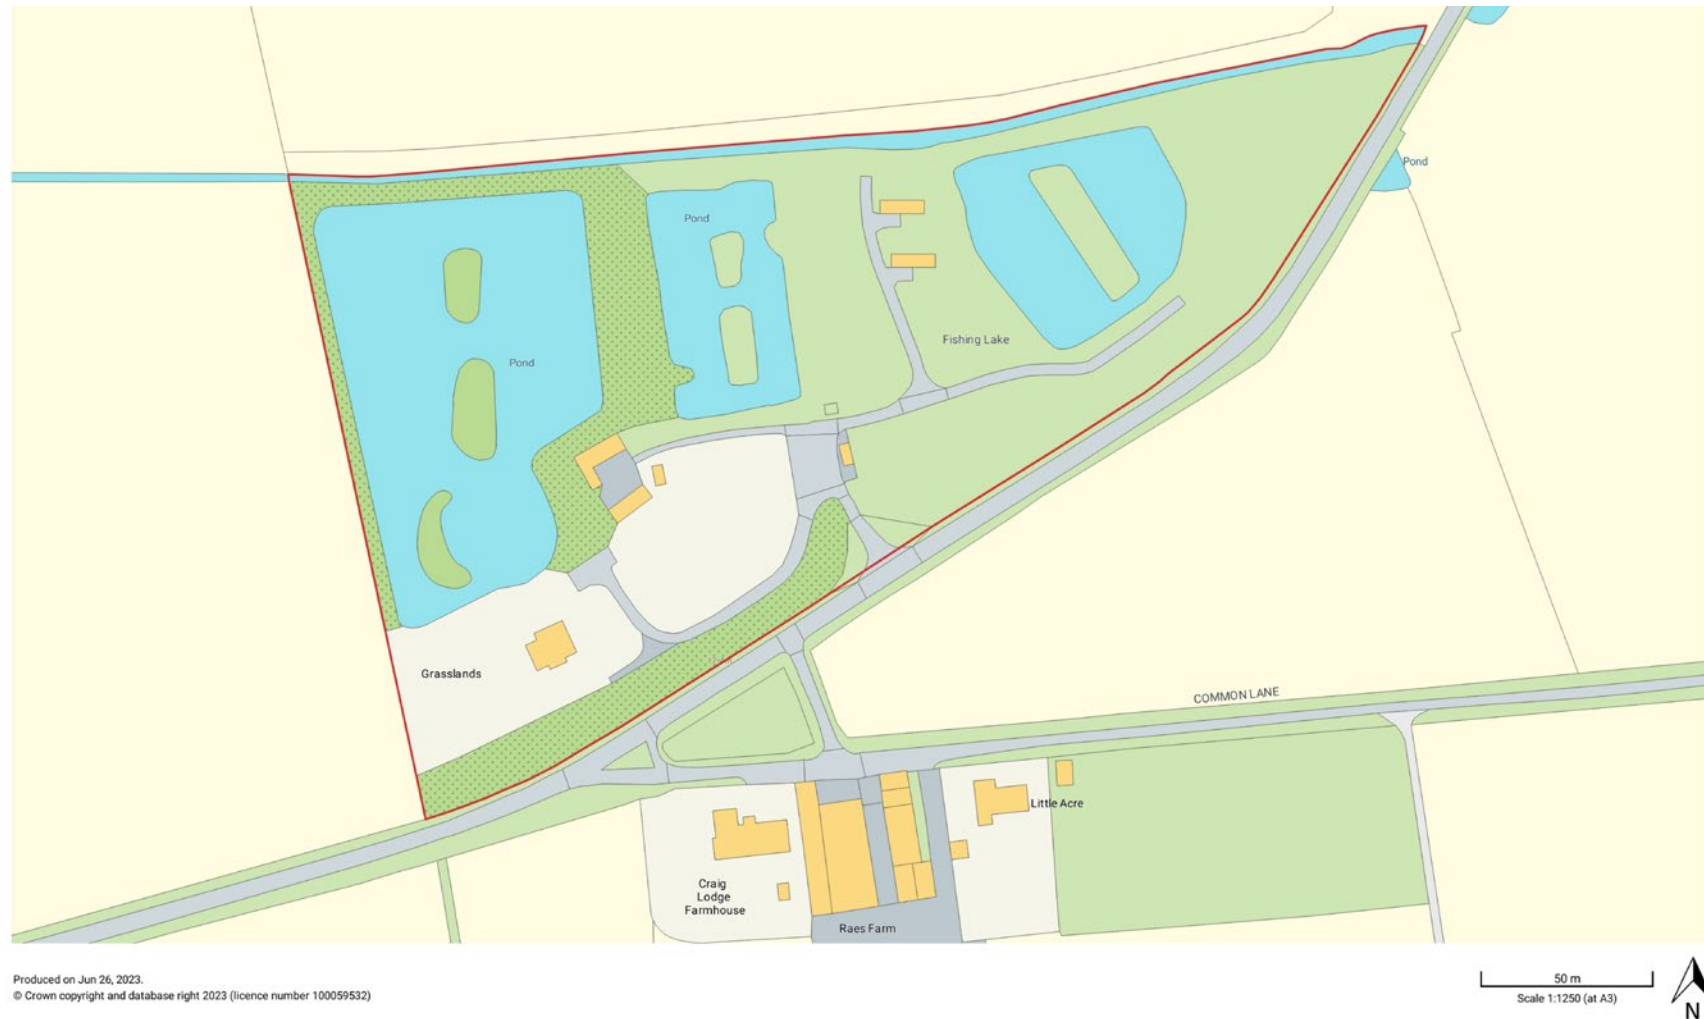 Pond
Pond
Pond
Fishing Lake
Grasslands
COMMON LANE
Little Acre
Craig
Lodge
Farmhouse
Raes Farm
Produced on Jun 26, 2023.
© Crown copyright and database right 2023 (licence number 100059532)
50 m
Scale 1:1250 (at A3)
N